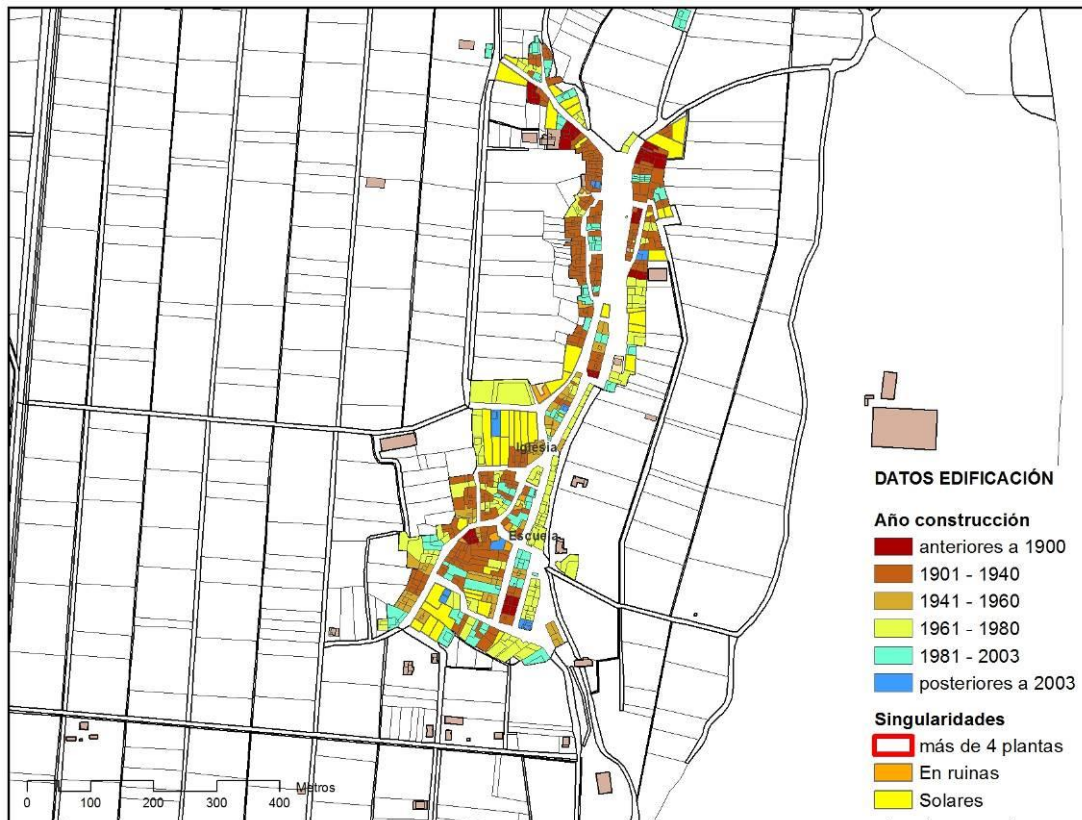 Iglesia
Escuela
DATOS EDIFICACIÓN
Año construcción
anteriores a 1900
1901 - 1940
1941 - 1960
1961 - 1980
1981 - 2003
posteriores a 2003
Singularidades
más de 4 plantas
En ruinas
Solares
Metros
0 100 200 300 400